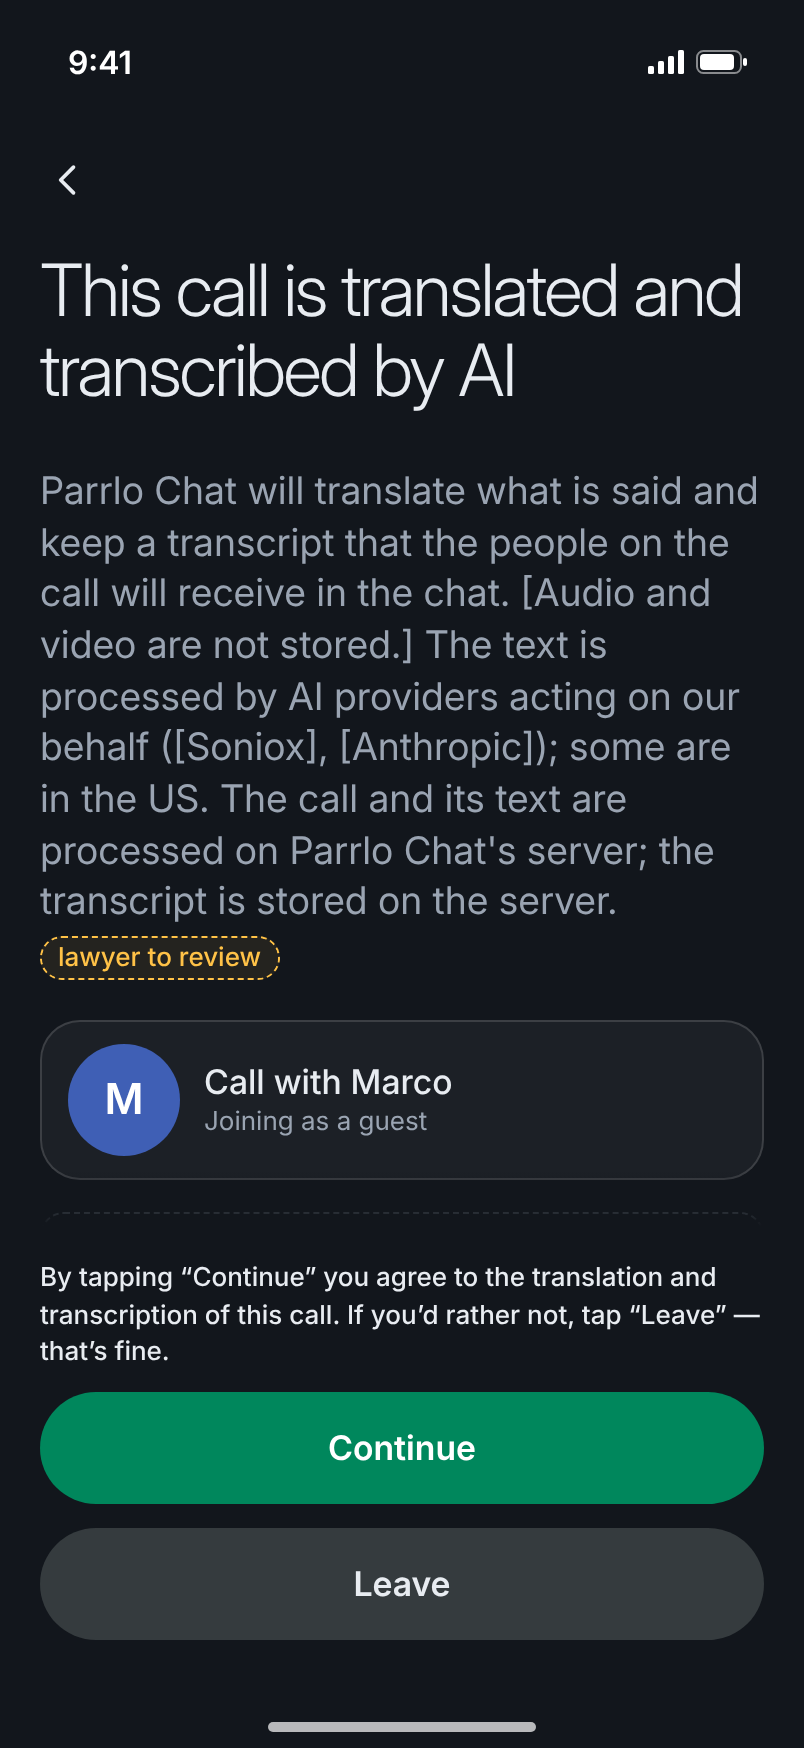 9:41
This call is translated and
transcribed by AI
Parrlo Chat will translate what is said and
keep a transcript that the people on the
call will receive in the chat. [Audio and
video are not stored.] The text is
processed by AI providers acting on our
behalf ([Soniox], [Anthropic]); some are
in the US. The call and its text are
processed on Parrlo Chat's server; the
transcript is stored on the server.
lawyer to review
M
Call with Marco
Joining as a guest
By tapping “Continue” you agree to the translation and
transcription of this call. If you’d rather not, tap “Leave” —
that’s fine.
Continue
Leave